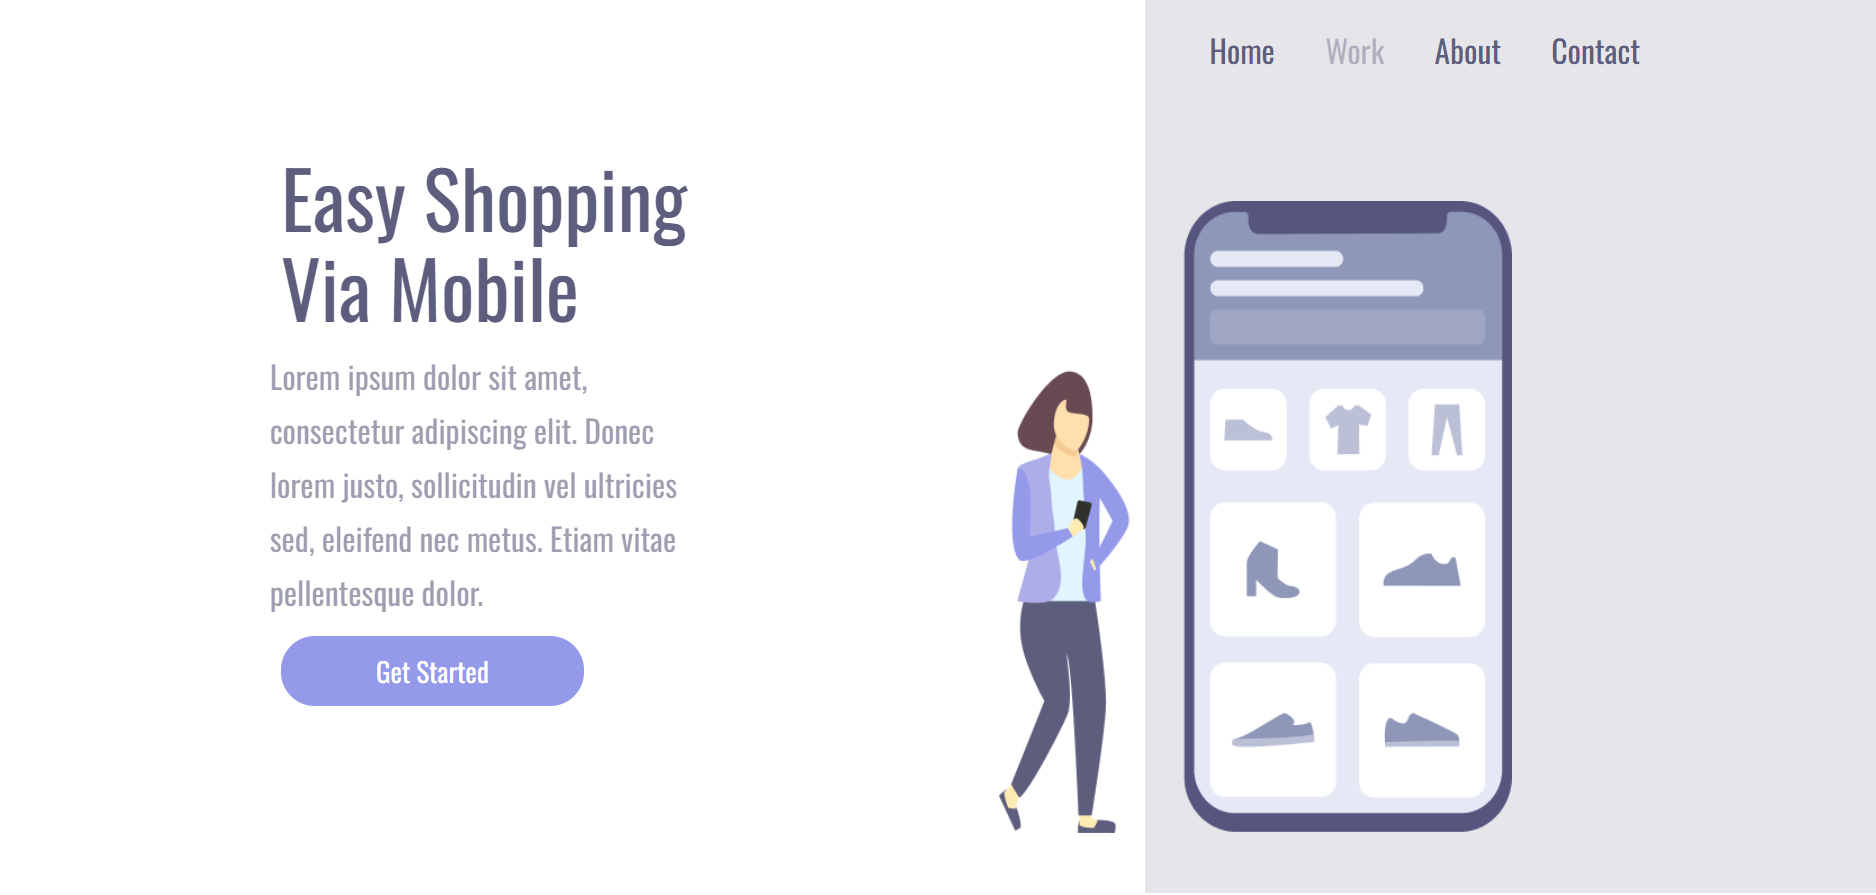 Home Work About Contact
Easy Shopping
Via Mobile
Lorem ipsum dolor sit amet,
consectetur adipiscing elit. Donec
lorem justo, sollicitudin vel ultricies
sed, eleifend nec metus. Etiam vitae
pellentesque dolor.
Get Started